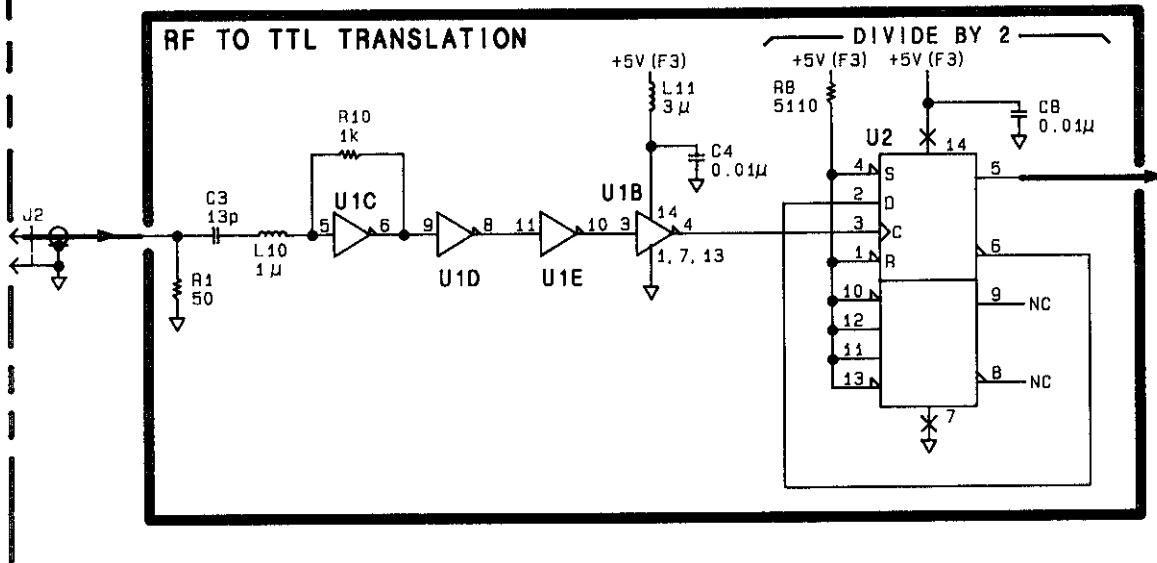 RF TO TTL TRANSLATION
DIVIDE BY 2
+5V (F3)
+5V (F3)
+5V (F3)
L11
3µ
R8
5110
C8
0.01µ
R10
1k
C4
0.01µ
U2
14
U1C
U1B
4
S
5
J2
C3
13p
2
D
5
6
9
8
11
10
3
14
4
3
C
L10
1µ
U1D
U1E
1, 7, 13
1
R
6
R1
50
10
9
NC
12
11
13
8
NC
7